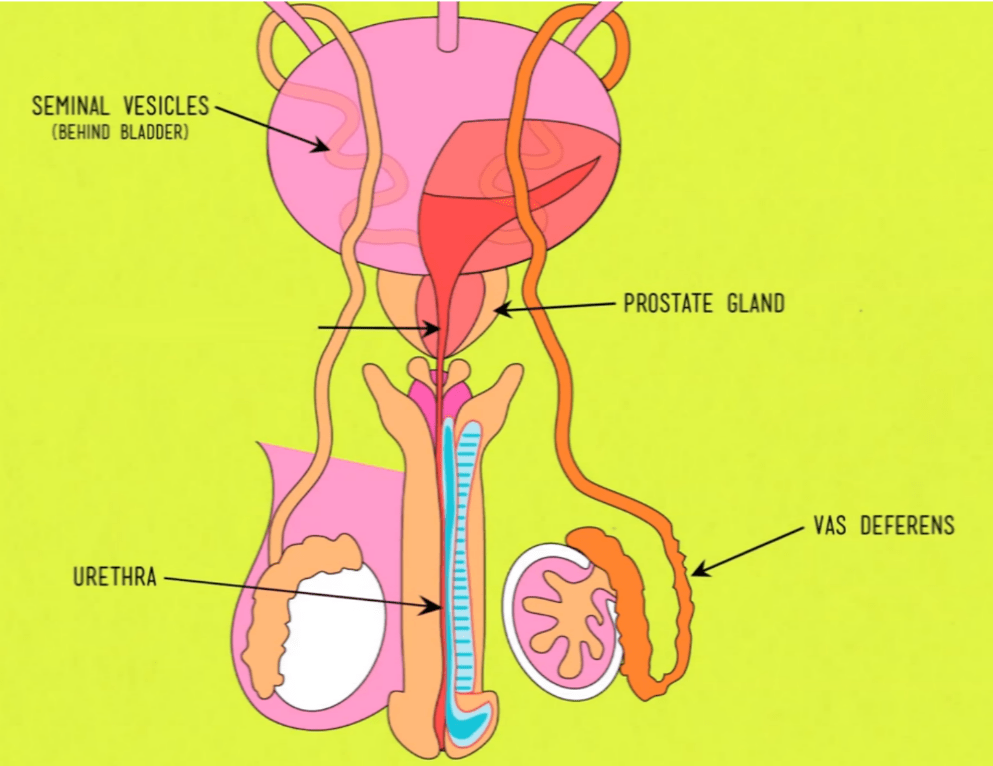 SEMINAL VESICLES
(BEHIND BLADDER)
PROSTATE GLAND
VAS DEFERENS
URETHRA